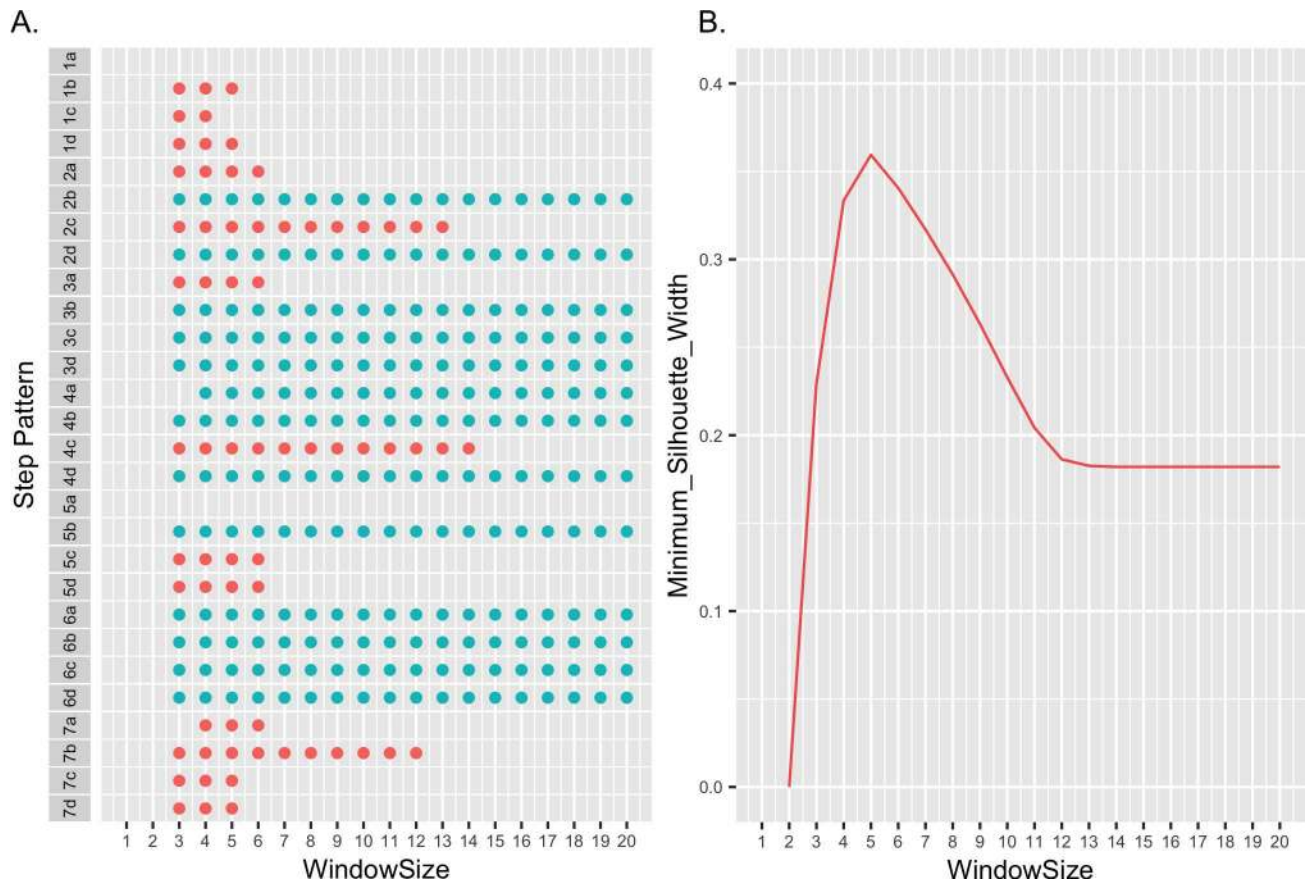 A.
1a
1b
1c
1d
2a
2b
2c
2d
3a
3b
3c
3d
4a
4b
4c
4d
5a
5b
5c
5d
6a
6b
6c
6d
7a
7b
7c
7d
Step Pattern
1 2 3 4 5 6 7 8 9 10 11 12 13 14 15 16 17 18 19 20
WindowSize
B.
0.4
0.3
0.2
0.1
0.0
Minimum_Silhouette_Width
1 2 3 4 5 6 7 8 9 10 11 12 13 14 15 16 17 18 19 20
WindowSize